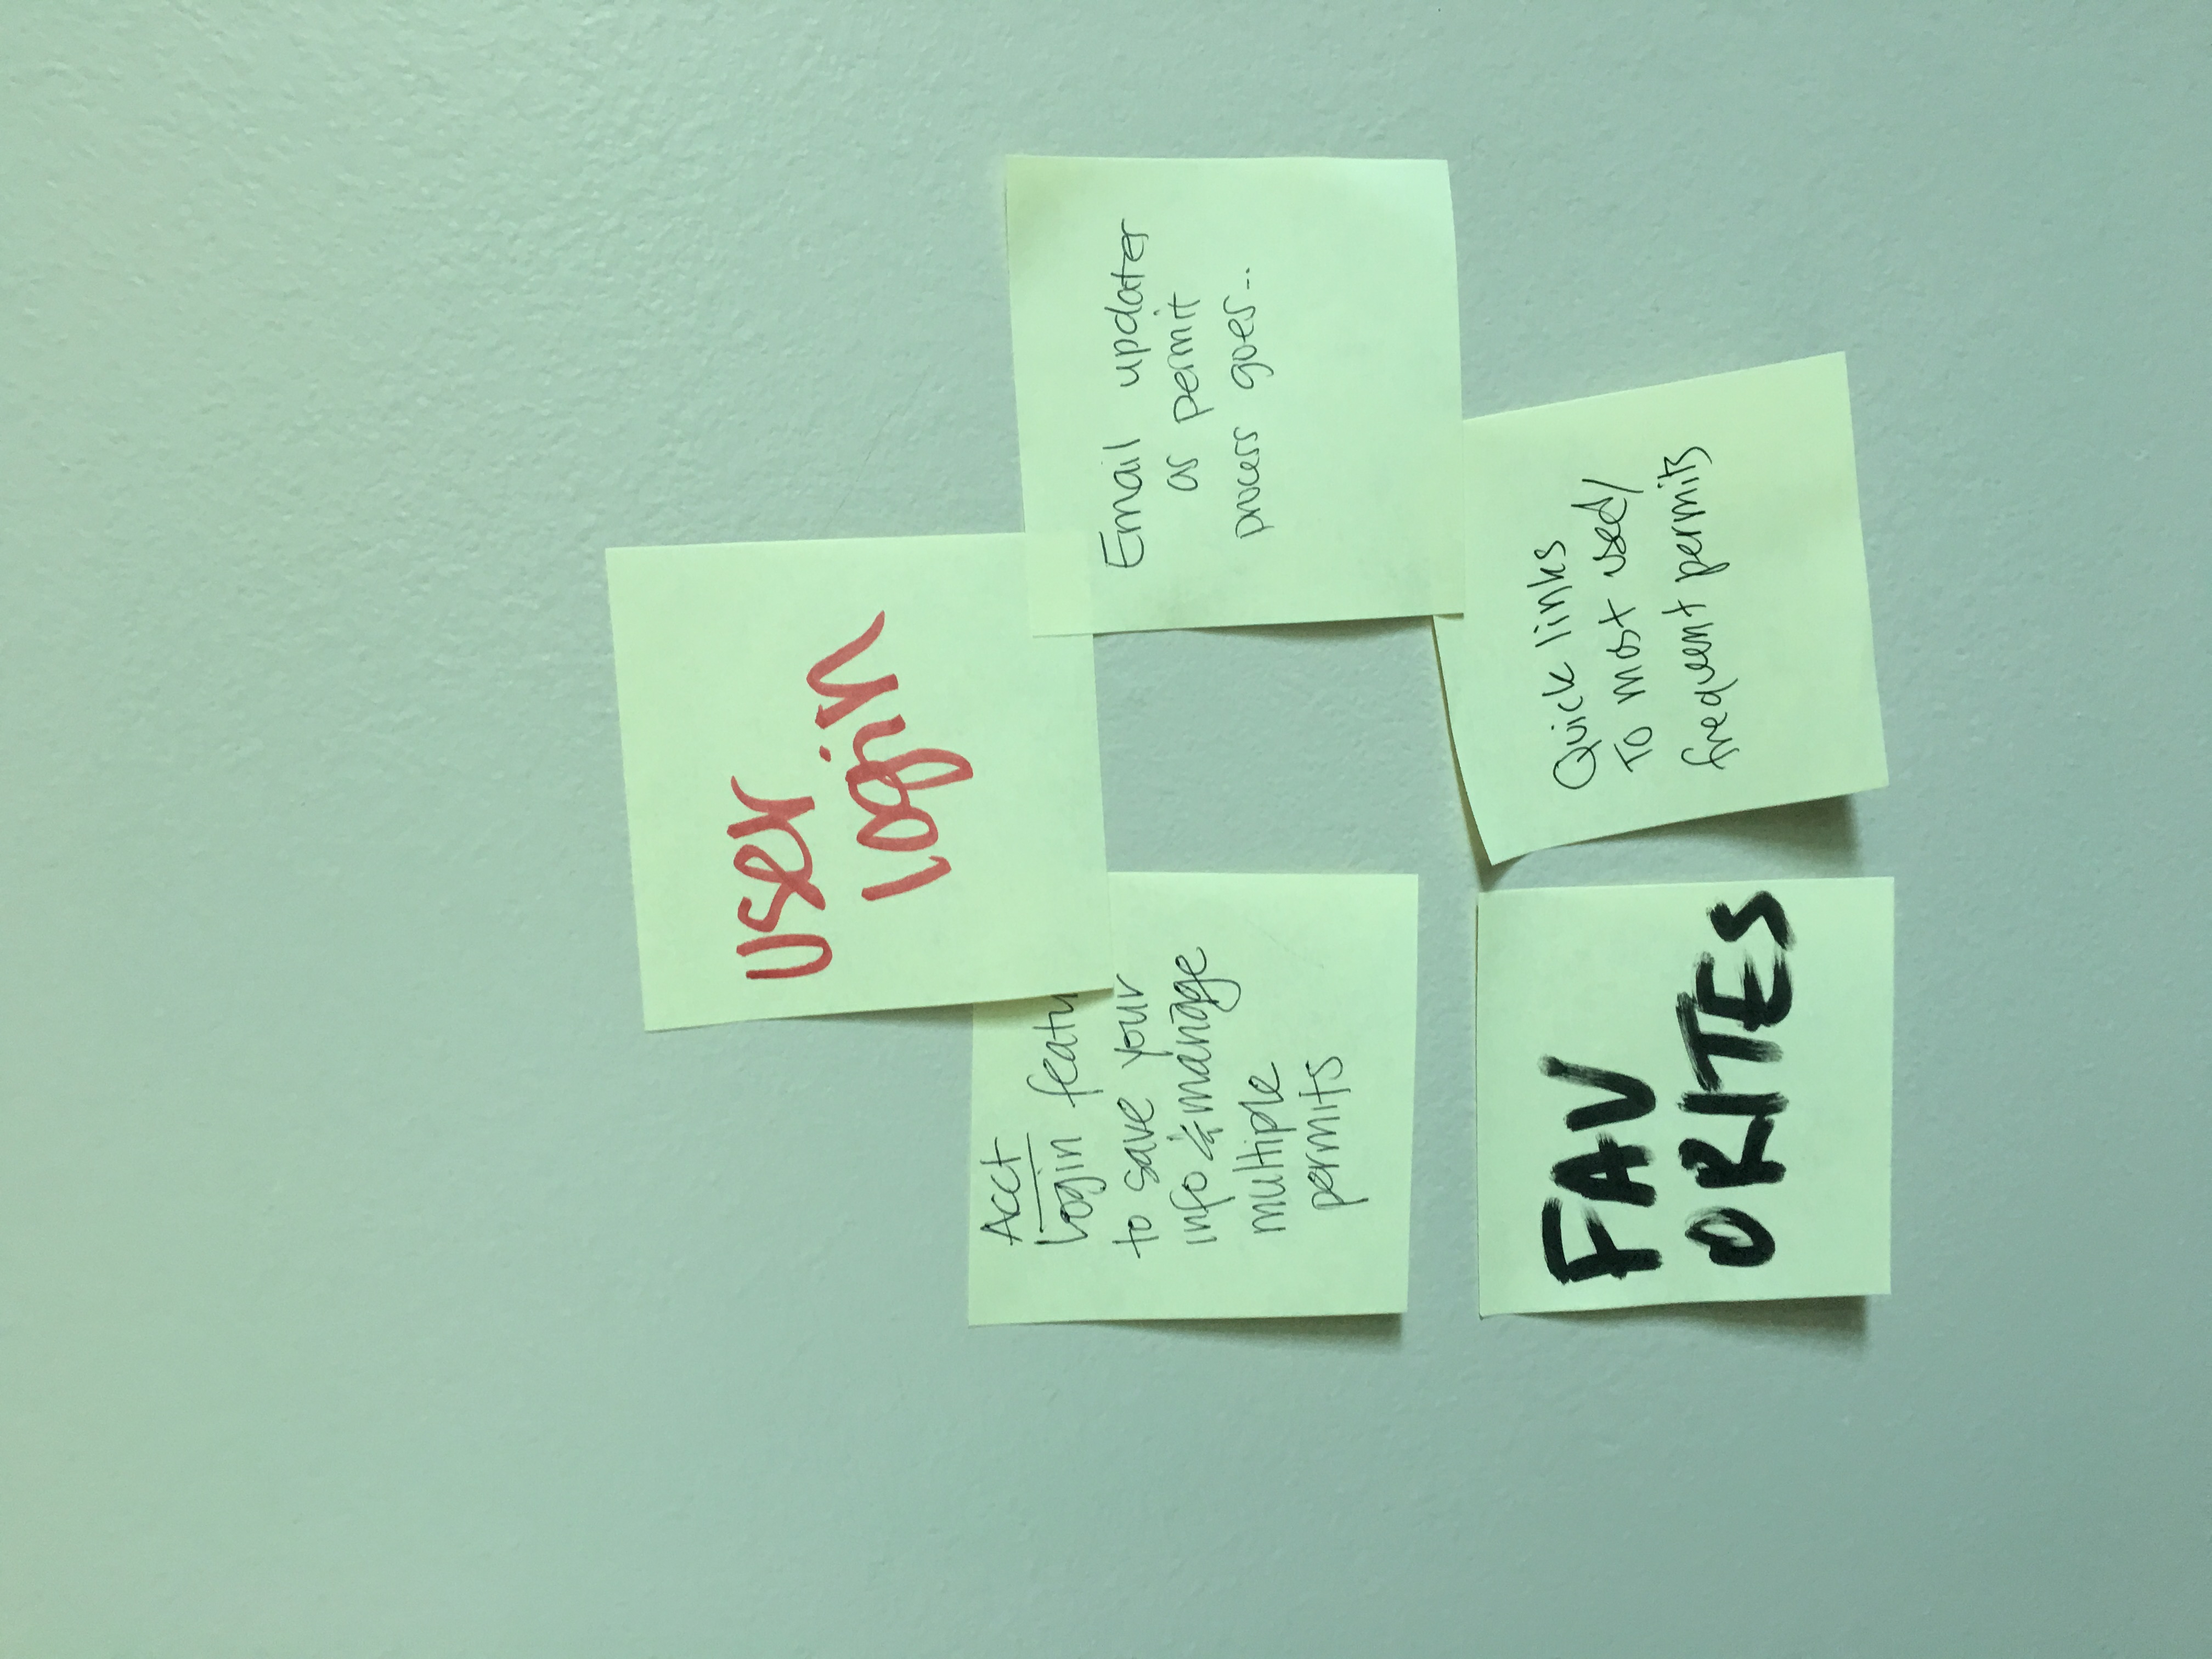 user
login
Acct
Login featu
to save your
info & manage
multiple
permits
Email updates
as permit
process goes...
FAV
ORITES
Quick links
To most used/
frequent permits